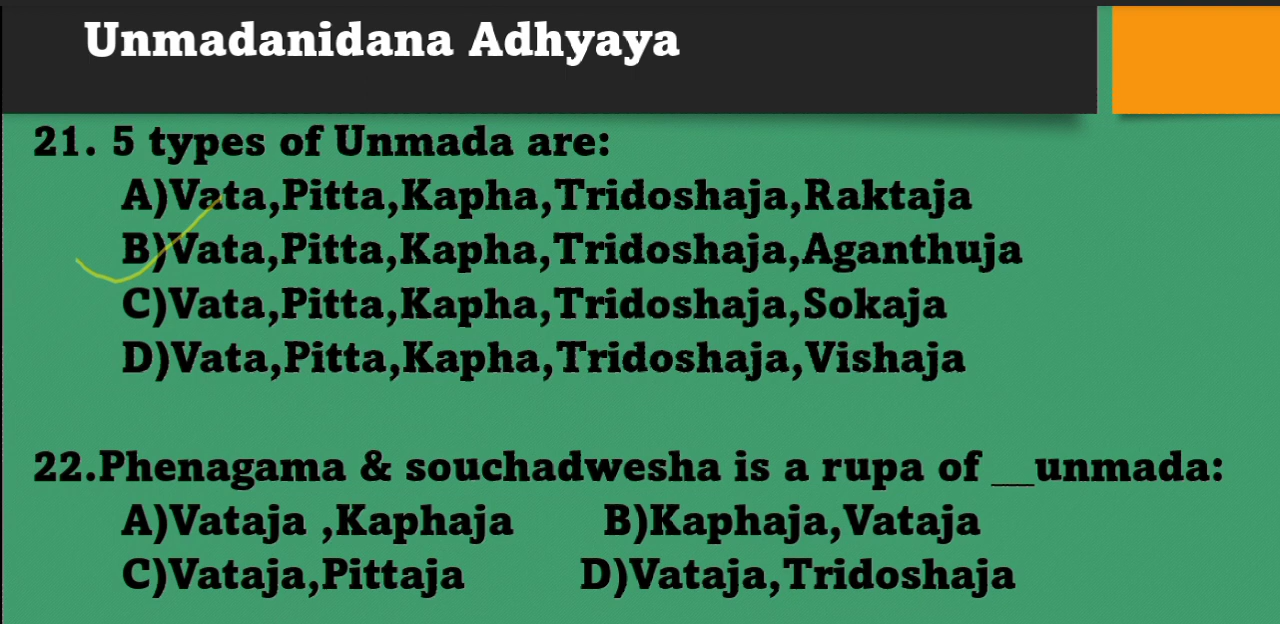 Unmadanidana Adhyaya
21. 5 types of Unmada are:
A)Vata,Pitta,Kapha,Tridoshaja,Raktaja
B)Vata,Pitta,Kapha,Tridoshaja,Aganthuja
C)Vata,Pitta,Kapha,Tridoshaja,Sokaja
D)Vata,Pitta,Kapha,Tridoshaja,Vishaja
22.Phenagama & souchadwesha is a rupa of __unmada:
A)Vataja ,Kaphaja B)Kaphaja,Vataja
C)Vataja,Pittaja D)Vataja,Tridoshaja